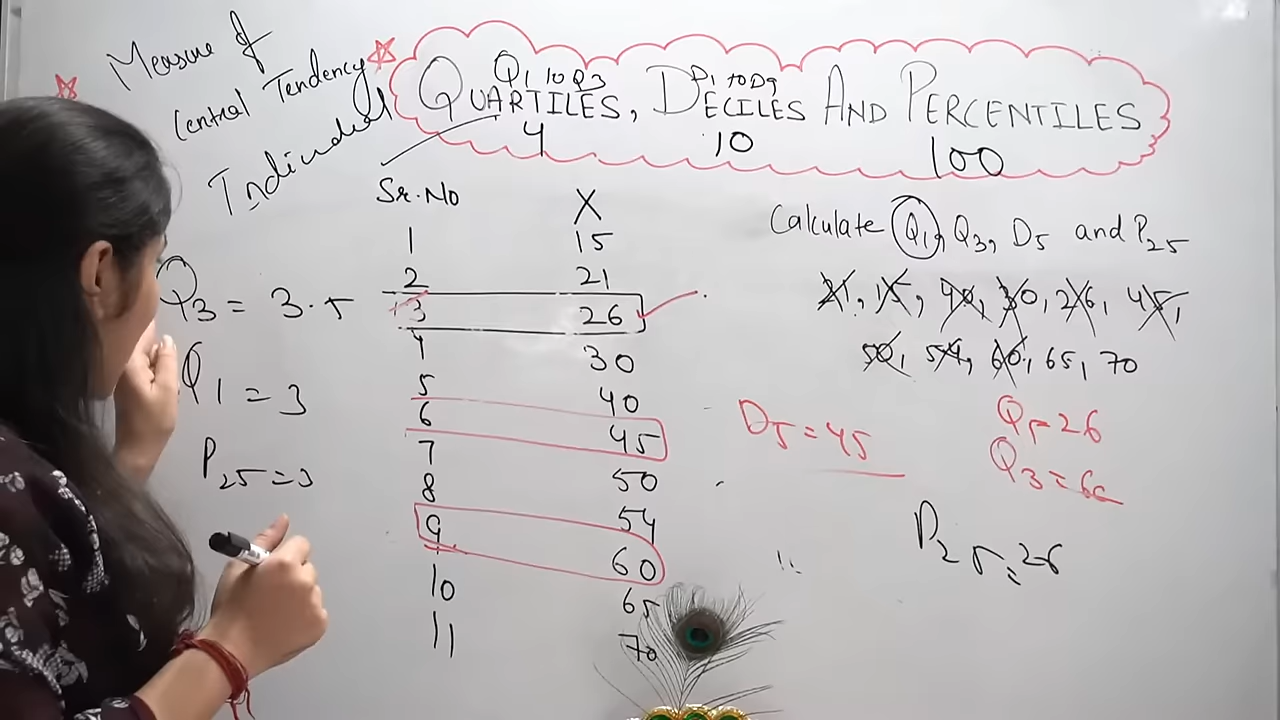 Measure of
Central Tendency
Individual
Q1 to Q3
D1 to D9
QUARTILES, DECILES AND PERCENTILES
4 10 100
Sr.No X
1 15
2 21
3 26
4 30
5 40
6 45
7 50
8 54
9 60
10 65
11 70
Q3 = 3.5
Q1 = 3
P25 = 3
Calculate Q1, Q3, D5 and P25
21, 15, 40, 30, 26, 45,
50, 54, 60, 65, 70
D5 = 45
Q1 = 26
Q3 = 60
P25 = 26